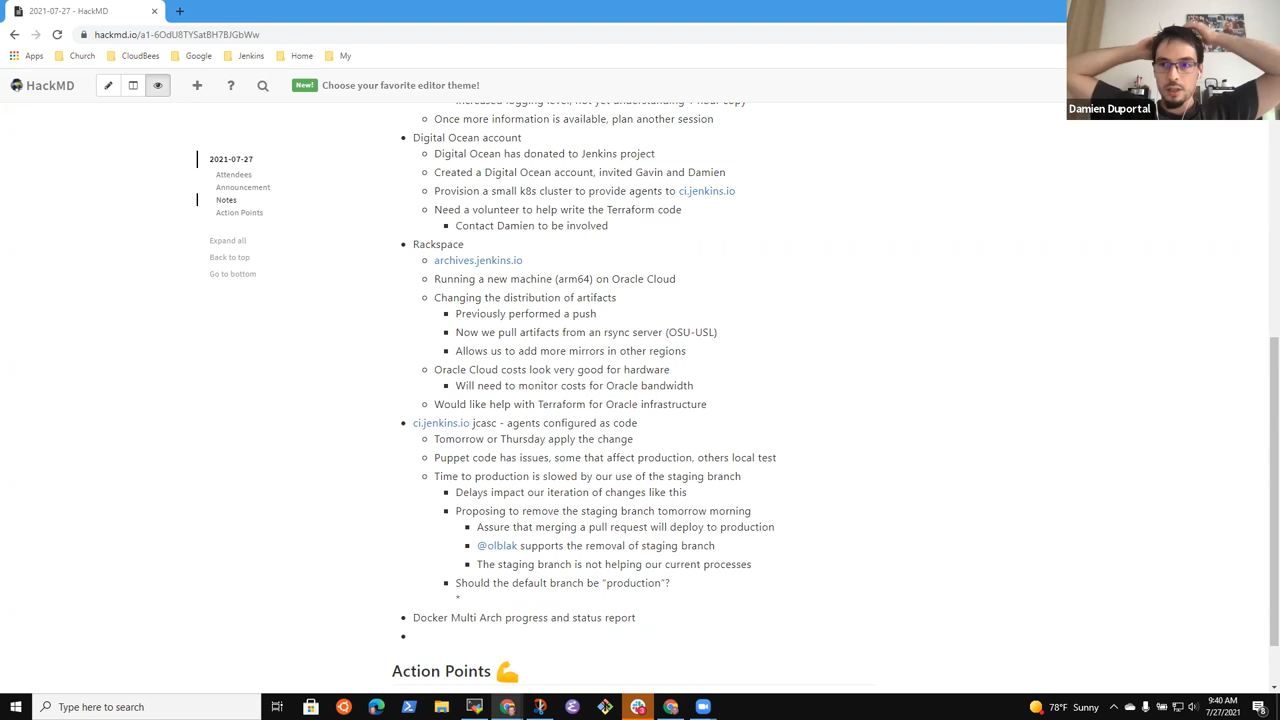 2021-07-27 - HackMD
hackmd.io/a1-6OdU8TYSatBH7BJGbWw
Apps
Church
CloudBees
Google
Jenkins
Home
My
HackMD
New!
Choose your favorite editor theme!
Damien Duportal
2021-07-27
Attendees
Announcement
Notes
Action Points
Expand all
Back to top
Go to bottom
Increased logging level, not yet understanding 4 hour copy
Once more information is available, plan another session
Digital Ocean account
Digital Ocean has donated to Jenkins project
Created a Digital Ocean account, invited Gavin and Damien
Provision a small k8s cluster to provide agents to ci.jenkins.io
Need a volunteer to help write the Terraform code
Contact Damien to be involved
Rackspace
archives.jenkins.io
Running a new machine (arm64) on Oracle Cloud
Changing the distribution of artifacts
Previously performed a push
Now we pull artifacts from an rsync server (OSU-USL)
Allows us to add more mirrors in other regions
Oracle Cloud costs look very good for hardware
Will need to monitor costs for Oracle bandwidth
Would like help with Terraform for Oracle infrastructure
ci.jenkins.io jcasc - agents configured as code
Tomorrow or Thursday apply the change
Puppet code has issues, some that affect production, others local test
Time to production is slowed by our use of the staging branch
Delays impact our iteration of changes like this
Proposing to remove the staging branch tomorrow morning
Assure that merging a pull request will deploy to production
@olblak supports the removal of staging branch
The staging branch is not helping our current processes
Should the default branch be “production”?
*
Docker Multi Arch progress and status report
Action Points 💪
Type here to search
78°F Sunny
9:40 AM
7/27/2021